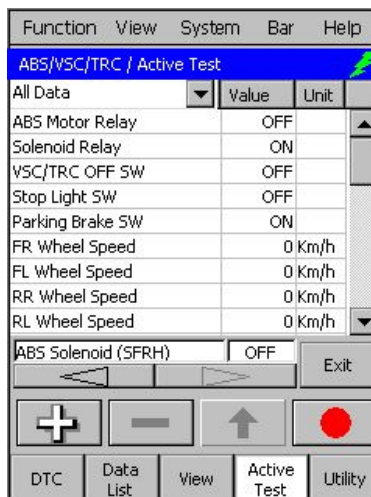 Function View System Bar Help
ABS/VSC/TRC / Active Test
All Data Value Unit
ABS Motor Relay OFF
Solenoid Relay ON
VSC/TRC OFF SW OFF
Stop Light SW OFF
Parking Brake SW ON
FR Wheel Speed 0 Km/h
FL Wheel Speed 0 Km/h
RR Wheel Speed 0 Km/h
RL Wheel Speed 0 Km/h
ABS Solenoid (SFRH) OFF Exit
DTC Data List View Active Test Utility